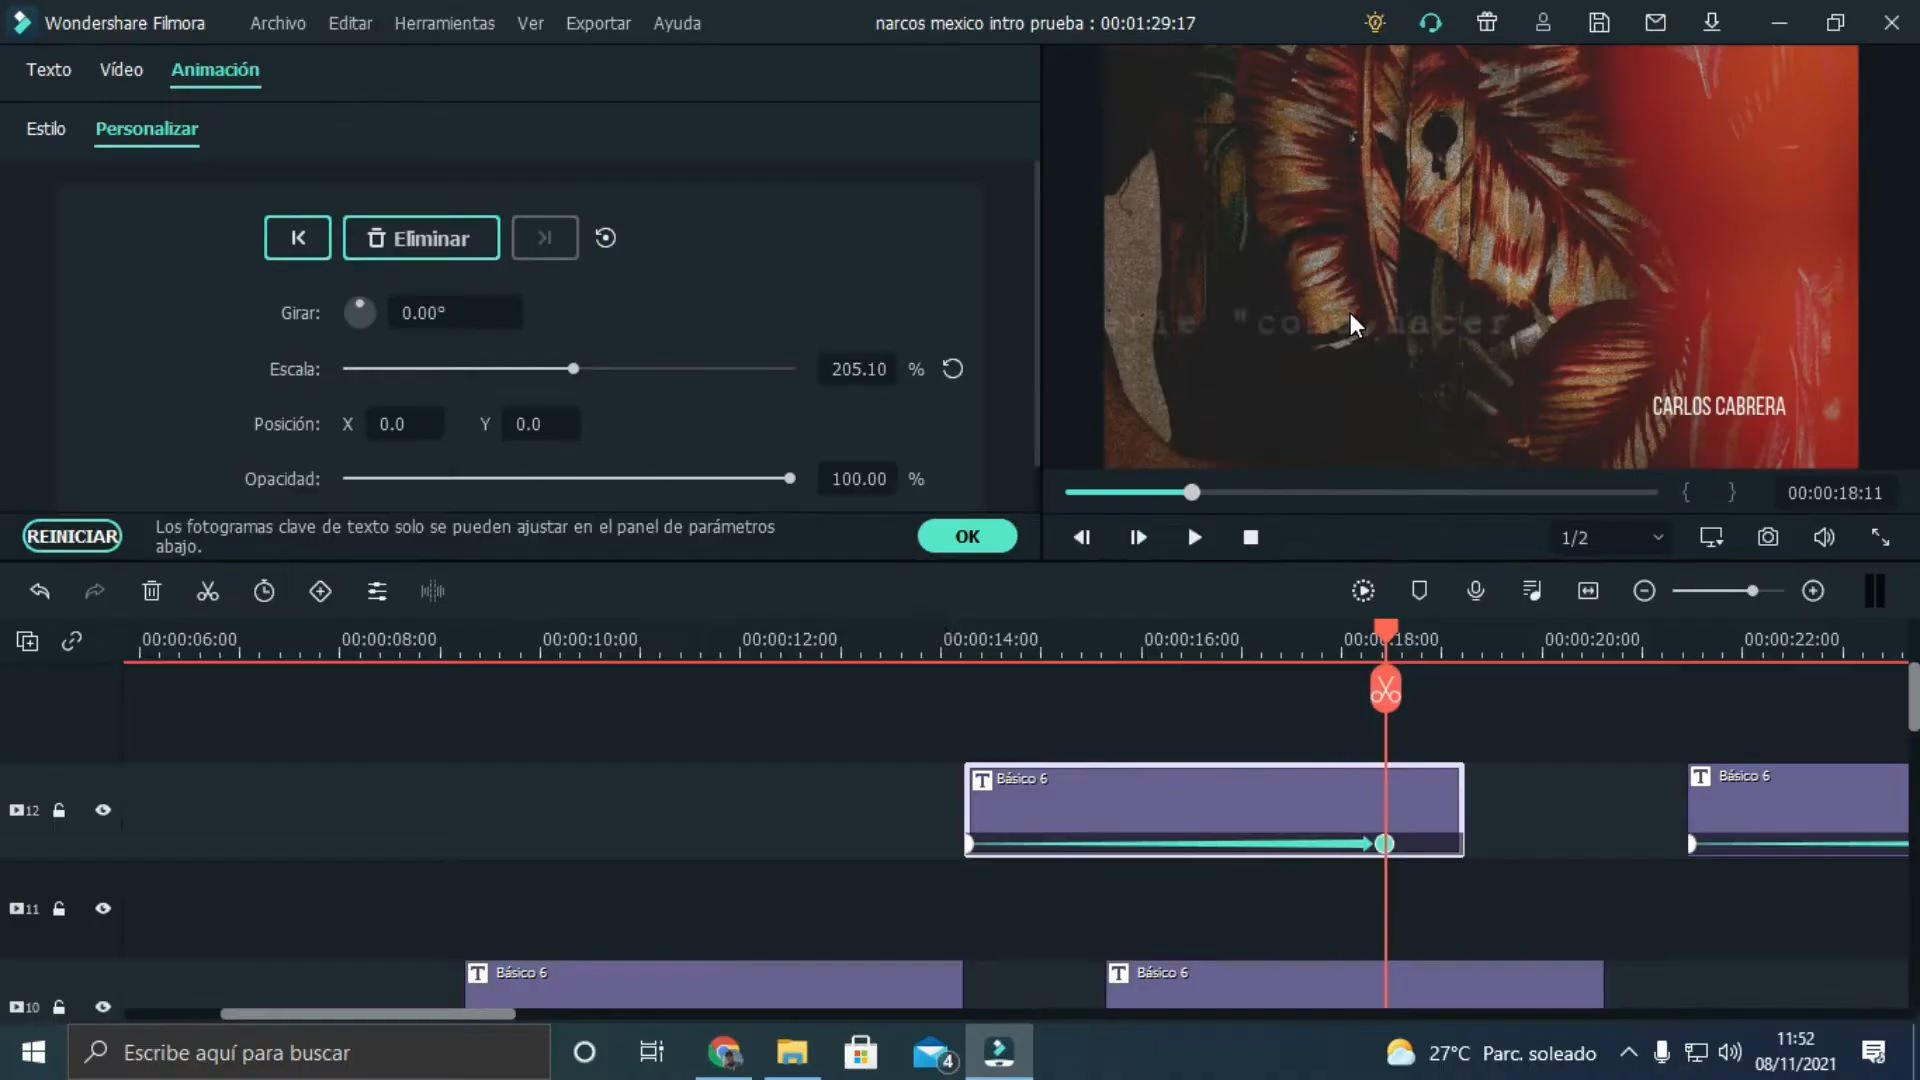 Wondershare Filmora
Archivo
Editar
Herramientas
Ver
Exportar
Ayuda
narcos mexico intro prueba : 00:01:29:17
Texto
Vídeo
Animación
Estilo
Personalizar
Eliminar
Girar:
0.00°
Escala:
205.10
%
Posición:
X
0.0
Y
0.0
Opacidad:
100.00
%
REINICIAR
Los fotogramas clave de texto solo se pueden ajustar en el panel de parámetros
abajo.
OK
hacer
CARLOS CABRERA
{ }
00:00:18:11
1/2
00:00:06:00
00:00:08:00
00:00:10:00
00:00:12:00
00:00:14:00
00:00:16:00
00:00:18:00
00:00:20:00
00:00:22:00
12
T Básico 6
T Básico 6
11
10
T Básico 6
T Básico 6
Escribe aquí para buscar
4
27°C Parc. soleado
11:52
08/11/2021